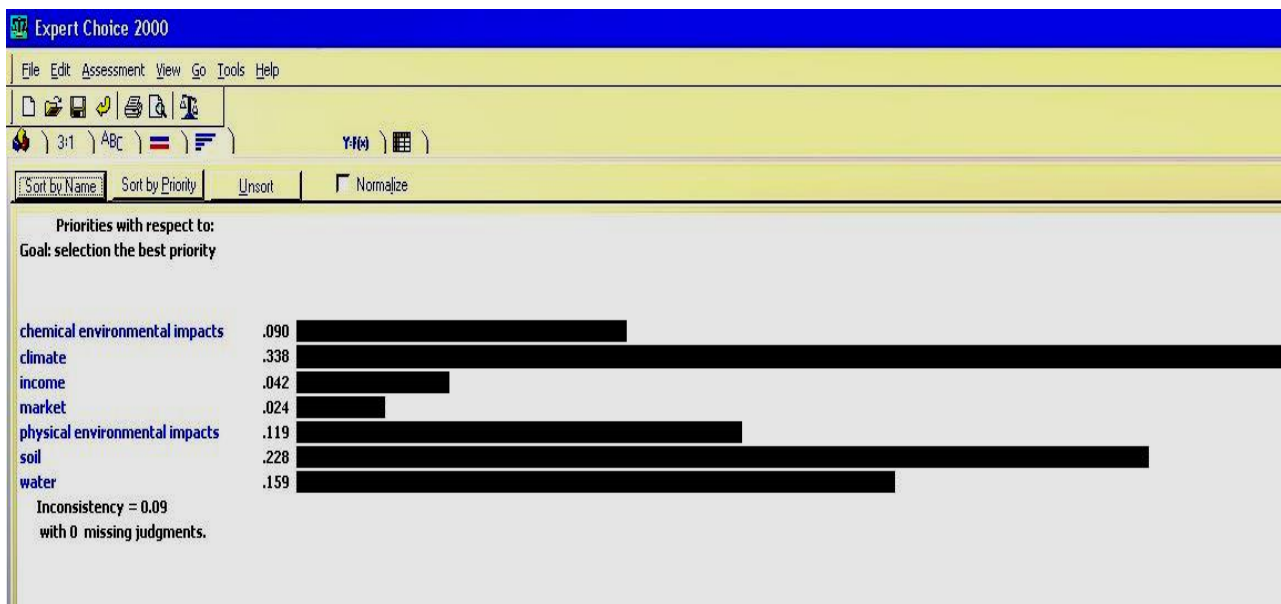 Expert Choice 2000
File Edit Assessment View Go Tools Help
3:1 ABC Y=F(x)
Sort by Name Sort by Priority Unsort Normalize
Priorities with respect to:
Goal: selection the best priority
chemical environmental impacts .090
climate .338
income .042
market .024
physical environmental impacts .119
soil .228
water .159
Inconsistency = 0.09
with 0 missing judgments.